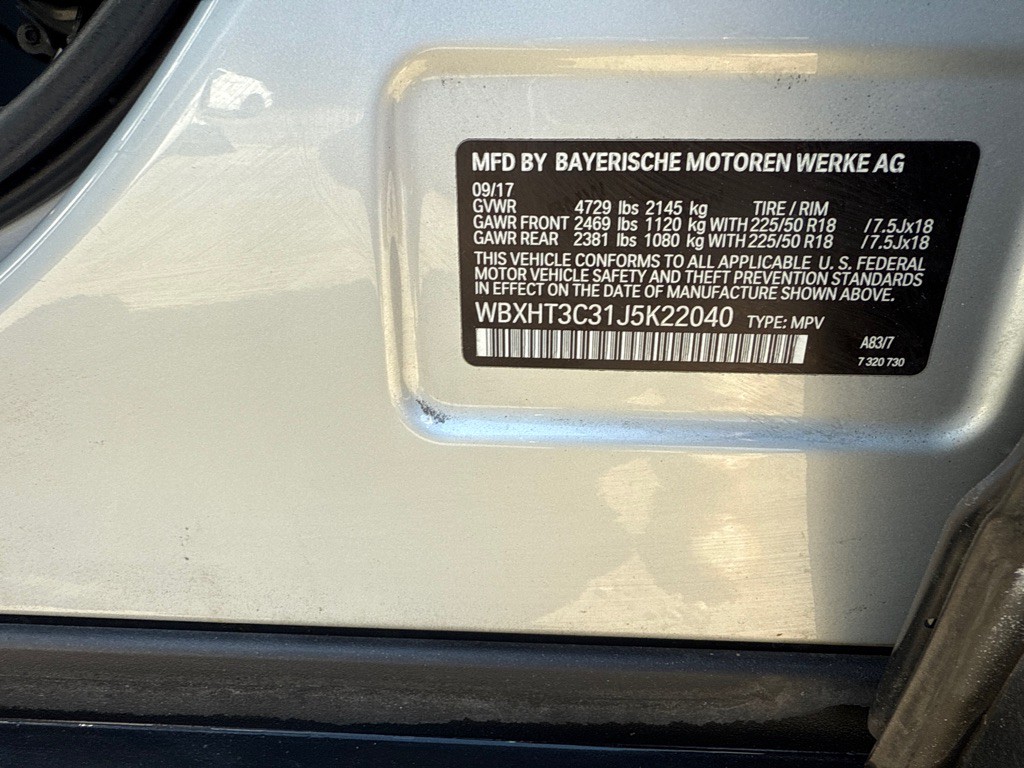 MFD BY BAYERISCHE MOTOREN WERKE AG
09/17
GVWR 4729 lbs 2145 kg TIRE / RIM
GAWR FRONT 2469 lbs 1120 kg WITH 225/50 R18 /7.5Jx18
GAWR REAR 2381 lbs 1080 kg WITH 225/50 R18 /7.5Jx18
THIS VEHICLE CONFORMS TO ALL APPLICABLE U.S. FEDERAL
MOTOR VEHICLE SAFETY AND THEFT PREVENTION STANDARDS
IN EFFECT ON THE DATE OF MANUFACTURE SHOWN ABOVE.
WBXHT3C31J5K22040 TYPE: MPV
A83/7
7 320 730